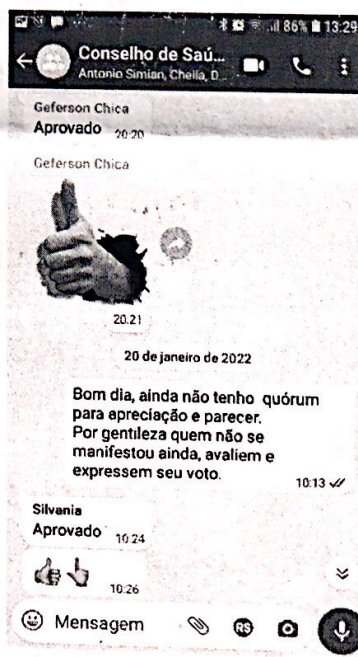 86% 13:29
Conselho de Saú...
Antonio Simian, Cheila, D...
Geferson Chica
Aprovado 20:20
Geferson Chica
20:21
20 de janeiro de 2022
Bom dia, ainda não tenho quórum
para apreciação e parecer.
Por gentileza quem não se
manifestou ainda, avaliem e
expressem seu voto.
10:13
Silvania
Aprovado 10:24
10:26
Mensagem
RS